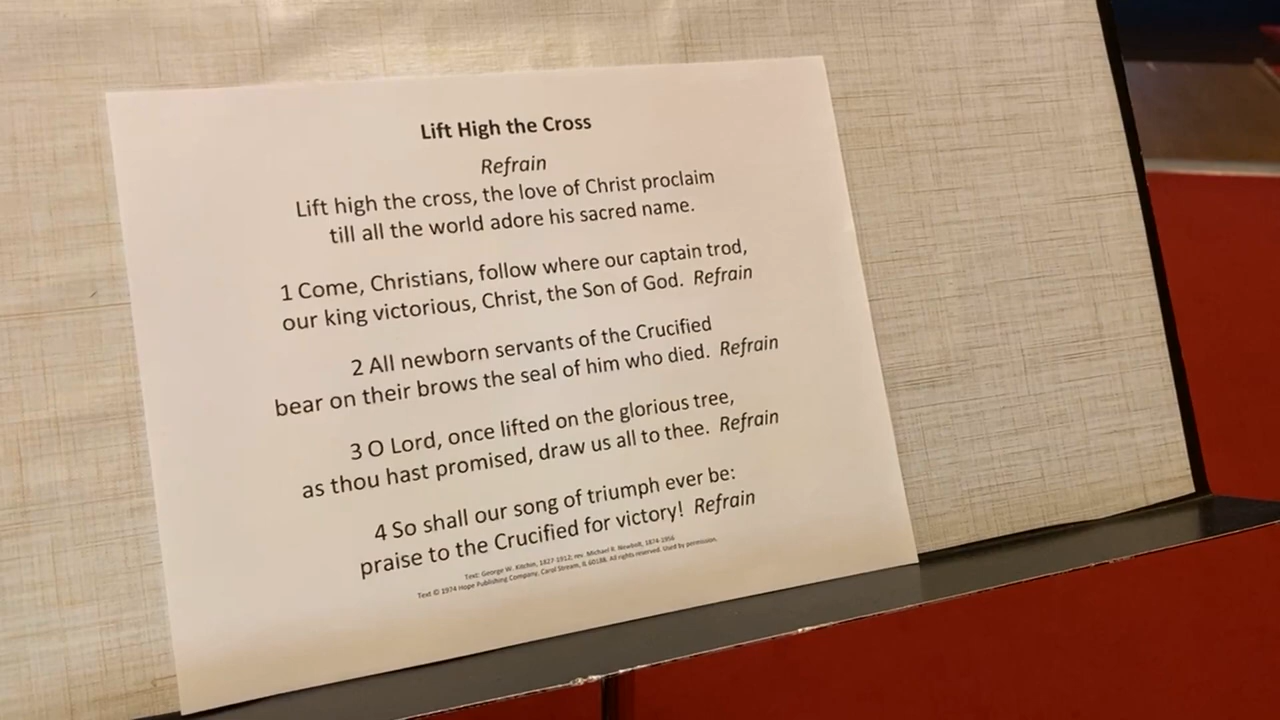 Lift High the Cross
Refrain
Lift high the cross, the love of Christ proclaim
till all the world adore his sacred name.
1 Come, Christians, follow where our captain trod,
our king victorious, Christ, the Son of God. Refrain
2 All newborn servants of the Crucified
bear on their brows the seal of him who died. Refrain
3 O Lord, once lifted on the glorious tree,
as thou hast promised, draw us all to thee. Refrain
4 So shall our song of triumph ever be:
praise to the Crucified for victory! Refrain
Text: George W. Kitchin, 1827-1912; rev. Michael R. Newbolt, 1874-1956
Text © 1974 Hope Publishing Company, Carol Stream, IL 60188. All rights reserved. Used by permission.